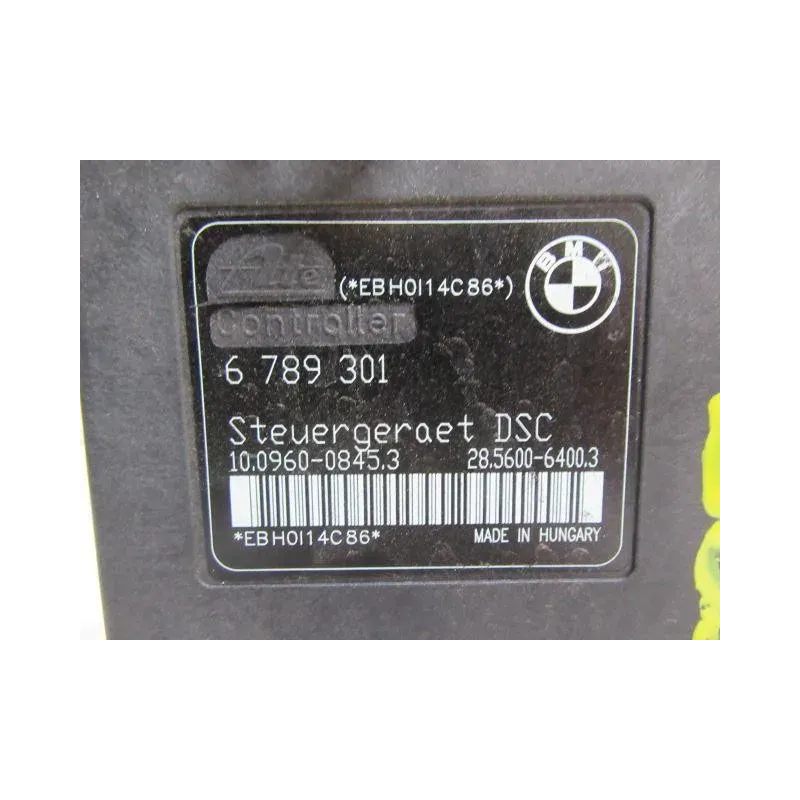 BMW
ate
(*EBH0I14C86*)
Controller
6 789 301
Steuergeraet DSC
10.0960-0845.3 28.5600-6400.3
*EBH0I14C86* MADE IN HUNGARY